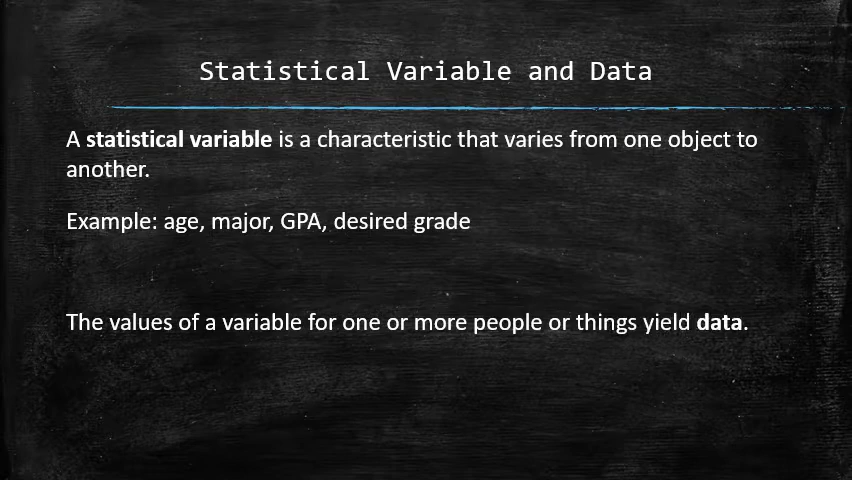 Statistical Variable and Data
A statistical variable is a characteristic that varies from one object to
another.
Example: age, major, GPA, desired grade
The values of a variable for one or more people or things yield data.